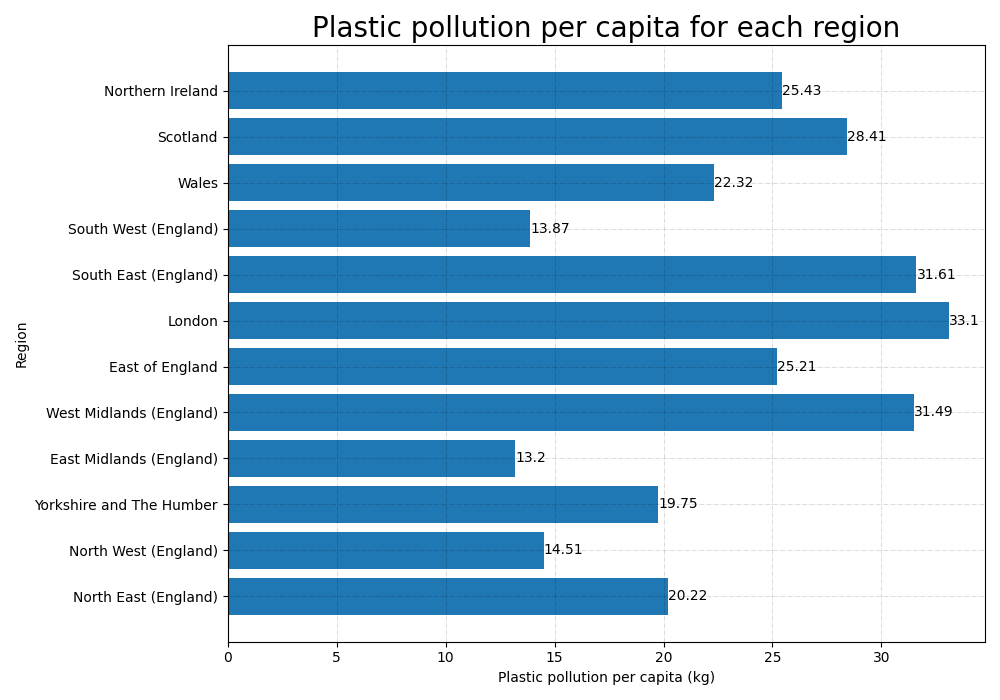 Plastic pollution per capita for each region
Northern Ireland 25.43
Scotland 28.41
Wales 22.32
South West (England) 13.87
South East (England) 31.61
London 33.1
Region
East of England 25.21
West Midlands (England) 31.49
East Midlands (England) 13.2
Yorkshire and The Humber 19.75
North West (England) 14.51
North East (England) 20.22
0 5 10 15 20 25 30
Plastic pollution per capita (kg)